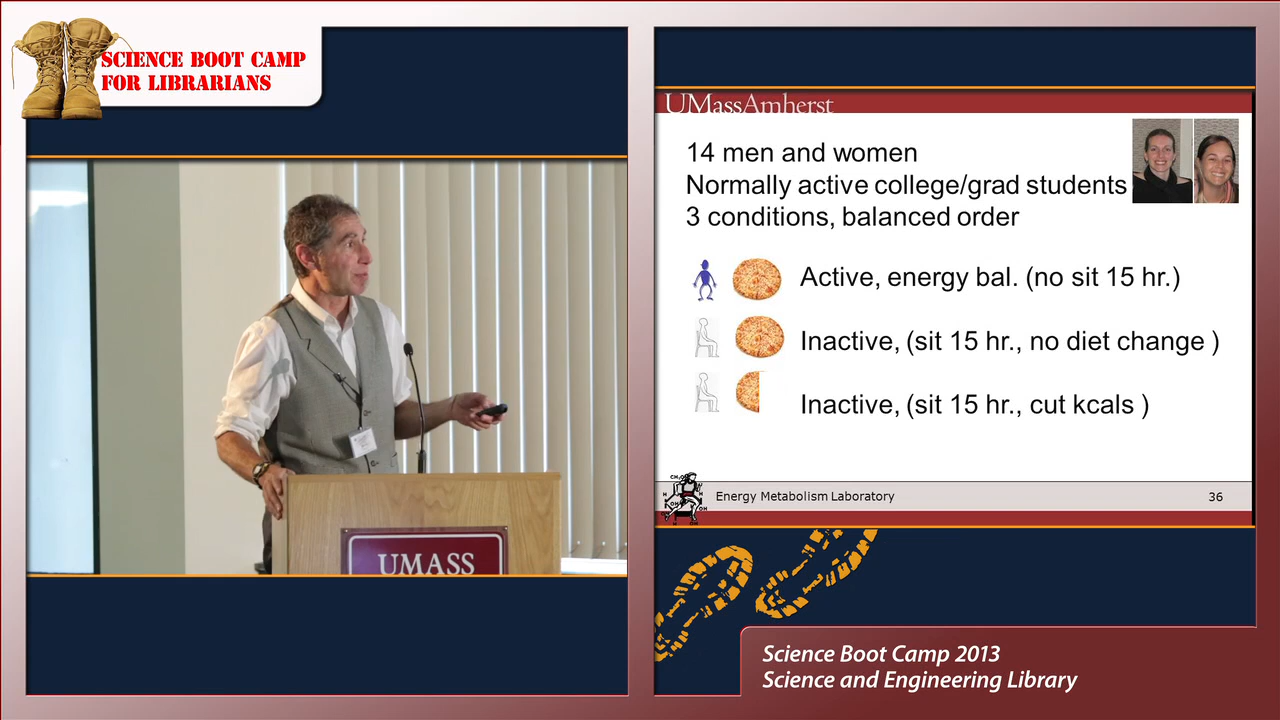 SCIENCE BOOT CAMP
FOR LIBRARIANS
UMASS
UMassAmherst
14 men and women
Normally active college/grad students
3 conditions, balanced order
Active, energy bal. (no sit 15 hr.)
Inactive, (sit 15 hr., no diet change )
Inactive, (sit 15 hr., cut kcals )
Energy Metabolism Laboratory
36
Science Boot Camp 2013
Science and Engineering Library